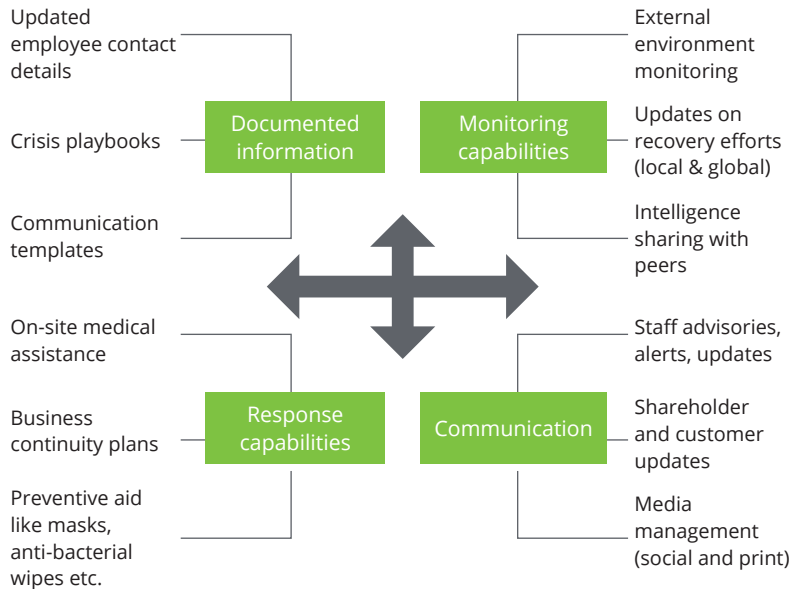 Updated
employee contact
details
Crisis playbooks
Communication
templates
Documented
information
Monitoring
capabilities
External
environment
monitoring
Updates on
recovery efforts
(local & global)
Intelligence
sharing with
peers
On-site medical
assistance
Business
continuity plans
Preventive aid
like masks,
anti-bacterial
wipes etc.
Response
capabilities
Communication
Staff advisories,
alerts, updates
Shareholder
and customer
updates
Media
management
(social and print)